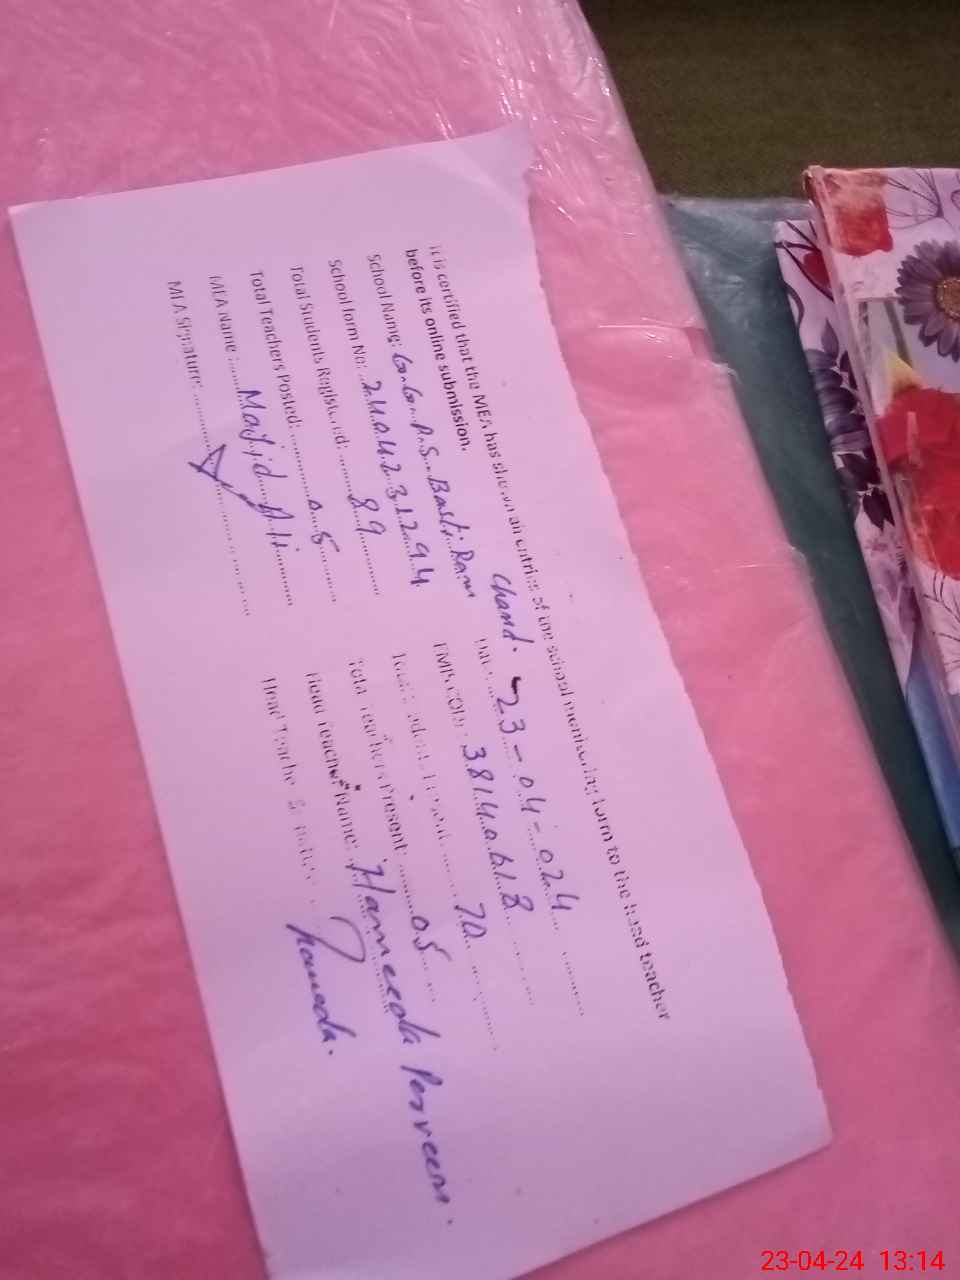 It is certified that the MEA has shown all entries of the school monitoring form to the head teacher
before its online submission.
School Name: G.G.P.S Basti Ram Chand. Date: 23-04-024
School form No: 2404231294 EMIS CODE: 38140618
Total Students Registered: 89 Total Students Present: 70
Total Teachers Posted: 05 Total Teachers Present: 05
MEA Name: Majid Ali Head Teacher Name: Hameeda Perveen.
MEA Signature: Head Teacher Signature: Hameeda.
23-04-24 13:14